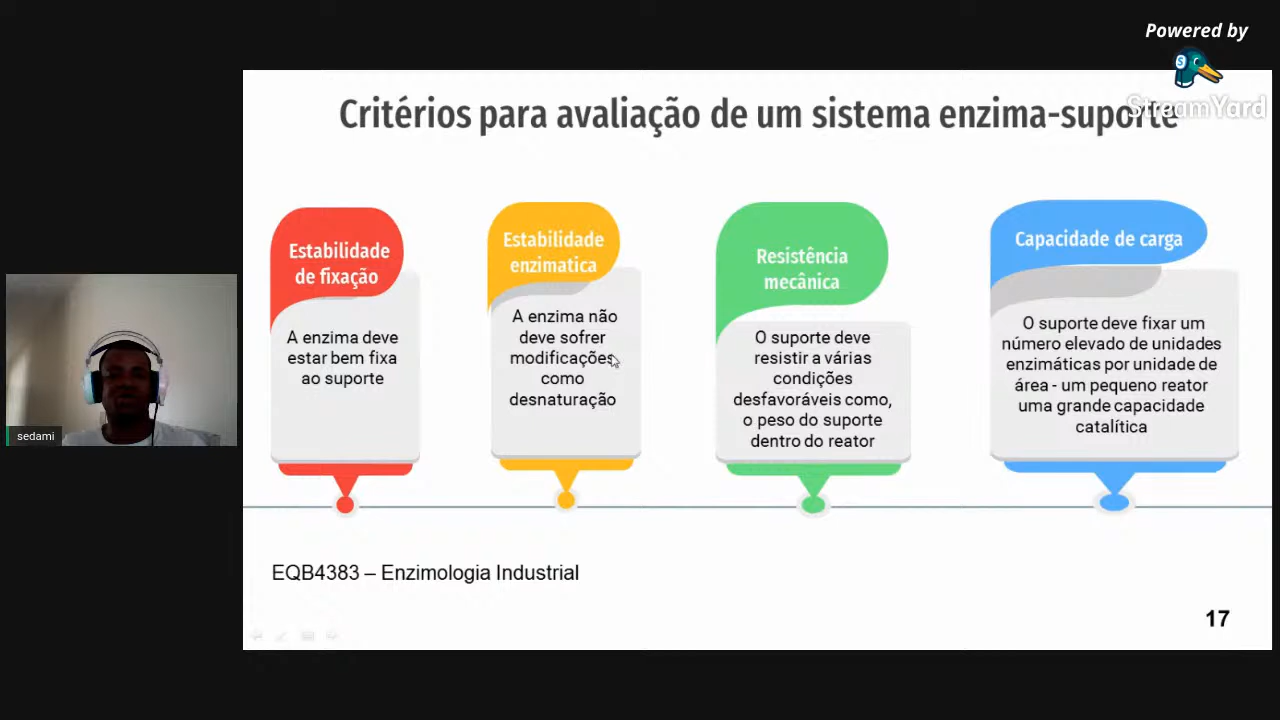 Powered by
StreamYard
Critérios para avaliação de um sistema enzima-suporte
Estabilidade
de fixação
A enzima deve
estar bem fixa
ao suporte
Estabilidade
enzimatica
A enzima não
deve sofrer
modificações
como
desnaturação
Resistência
mecânica
O suporte deve
resistir a várias
condições
desfavoráveis como,
o peso do suporte
dentro do reator
Capacidade de carga
O suporte deve fixar um
número elevado de unidades
enzimáticas por unidade de
área - um pequeno reator
uma grande capacidade
catalítica
sedami
EQB4383 – Enzimologia Industrial
17